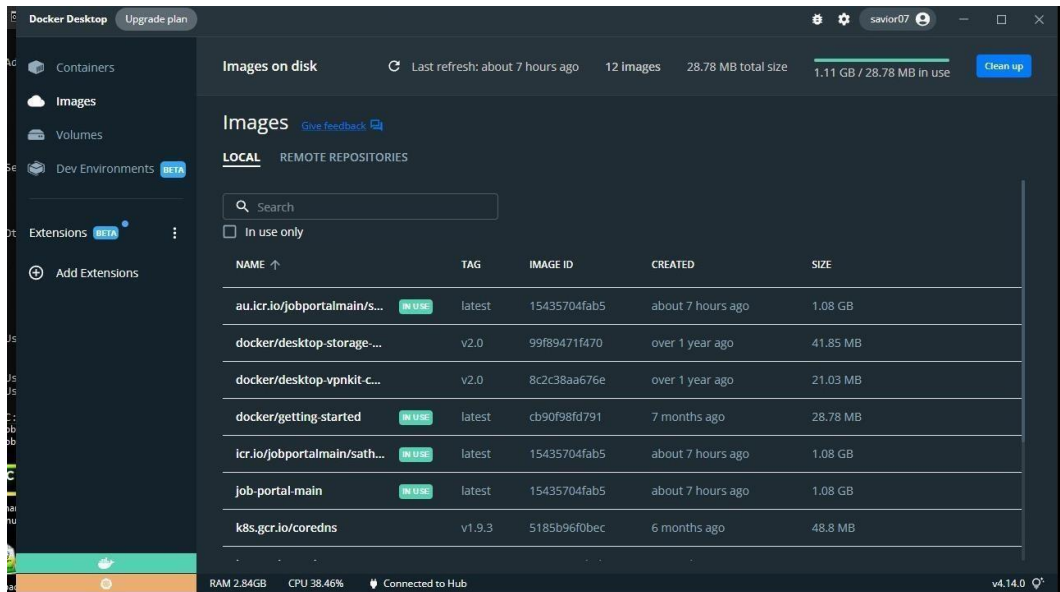 Docker Desktop Upgrade plan savior07
Containers
Images
Volumes
Dev Environments BETA
Extensions BETA
Add Extensions
Images on disk Last refresh: about 7 hours ago 12 images 28.78 MB total size 1.11 GB / 28.78 MB in use Clean up
Images Give feedback
LOCAL REMOTE REPOSITORIES
Search
In use only
NAME ↑ TAG IMAGE ID CREATED SIZE
au.icr.io/jobportalmain/s... IN USE latest 15435704fab5 about 7 hours ago 1.08 GB
docker/desktop-storage-... v2.0 99f89471f470 over 1 year ago 41.85 MB
docker/desktop-vpnkit-c... v2.0 8c2c38aa676e over 1 year ago 21.03 MB
docker/getting-started IN USE latest cb90f98fd791 7 months ago 28.78 MB
icr.io/jobportalmain/sath... IN USE latest 15435704fab5 about 7 hours ago 1.08 GB
job-portal-main IN USE latest 15435704fab5 about 7 hours ago 1.08 GB
k8s.gcr.io/coredns v1.9.3 5185b96f0bec 6 months ago 48.8 MB
RAM 2.84GB CPU 38.46% Connected to Hub v4.14.0